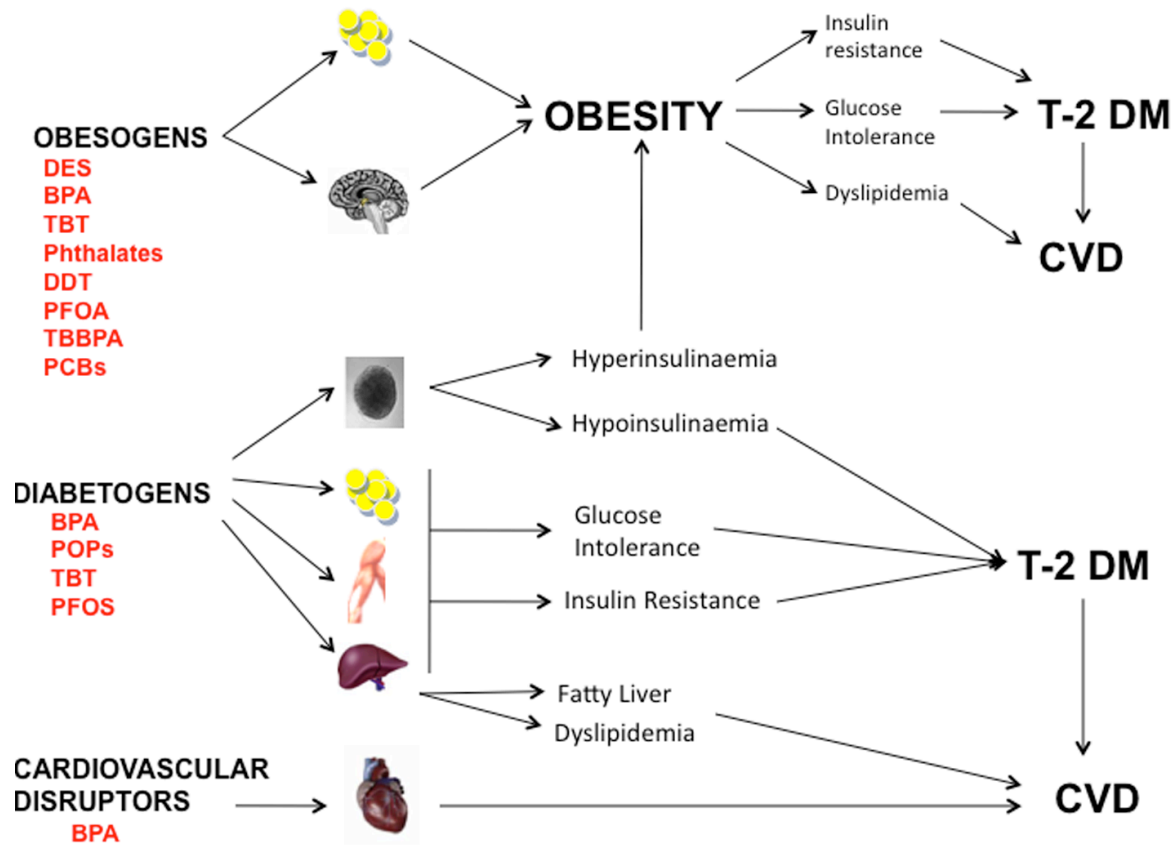 OBESOGENS
DES
BPA
TBT
Phthalates
DDT
PFOA
TBBPA
PCBs
OBESITY
Insulin
resistance
Glucose
Intolerance
Dyslipidemia
T-2 DM
CVD
DIABETOGENS
BPA
POPs
TBT
PFOS
Hyperinsulinaemia
Hypoinsulinaemia
Glucose
Intolerance
Insulin Resistance
Fatty Liver
Dyslipidemia
T-2 DM
CARDIOVASCULAR
DISRUPTORS
BPA
CVD